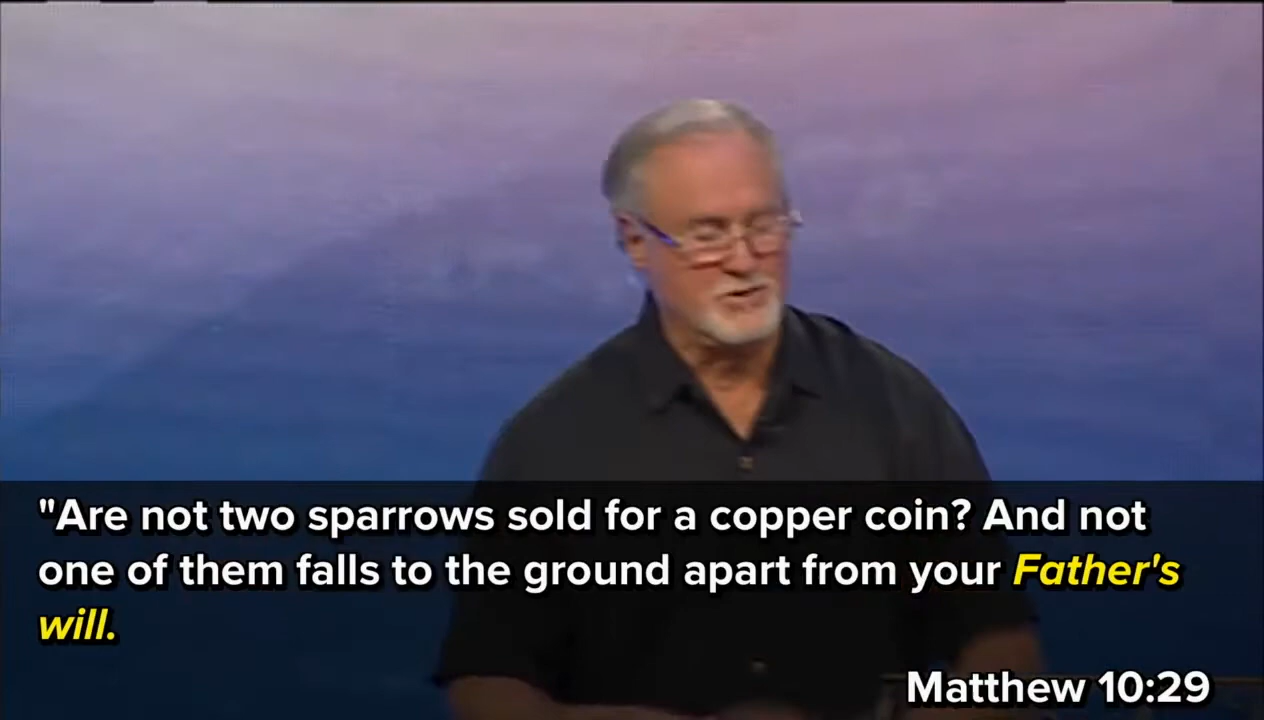 "Are not two sparrows sold for a copper coin? And not
one of them falls to the ground apart from your Father's
will.
Matthew 10:29